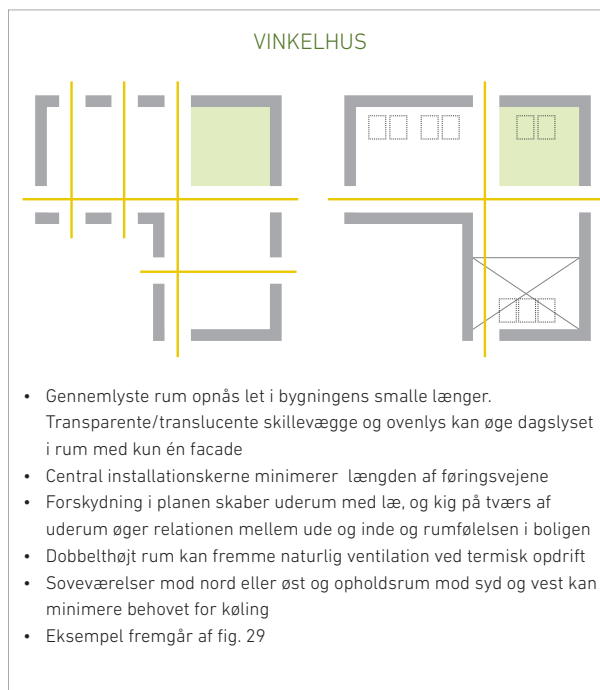 VINKELHUS
• Gennemlyste rum opnås let i bygningens smalle længer.
Transparente/translucente skillevægge og ovenlys kan øge dagslyset
i rum med kun én facade
• Central installationskerne minimerer længden af føringsvejene
• Forskydning i planen skaber uderum med læ, og kig på tværs af
uderum øger relationen mellem ude og inde og rumfølelsen i boligen
• Dobbelthøjt rum kan fremme naturlig ventilation ved termisk opdrift
• Soveværelser mod nord eller øst og opholdsrum mod syd og vest kan
minimere behovet for køling
• Eksempel fremgår af fig. 29